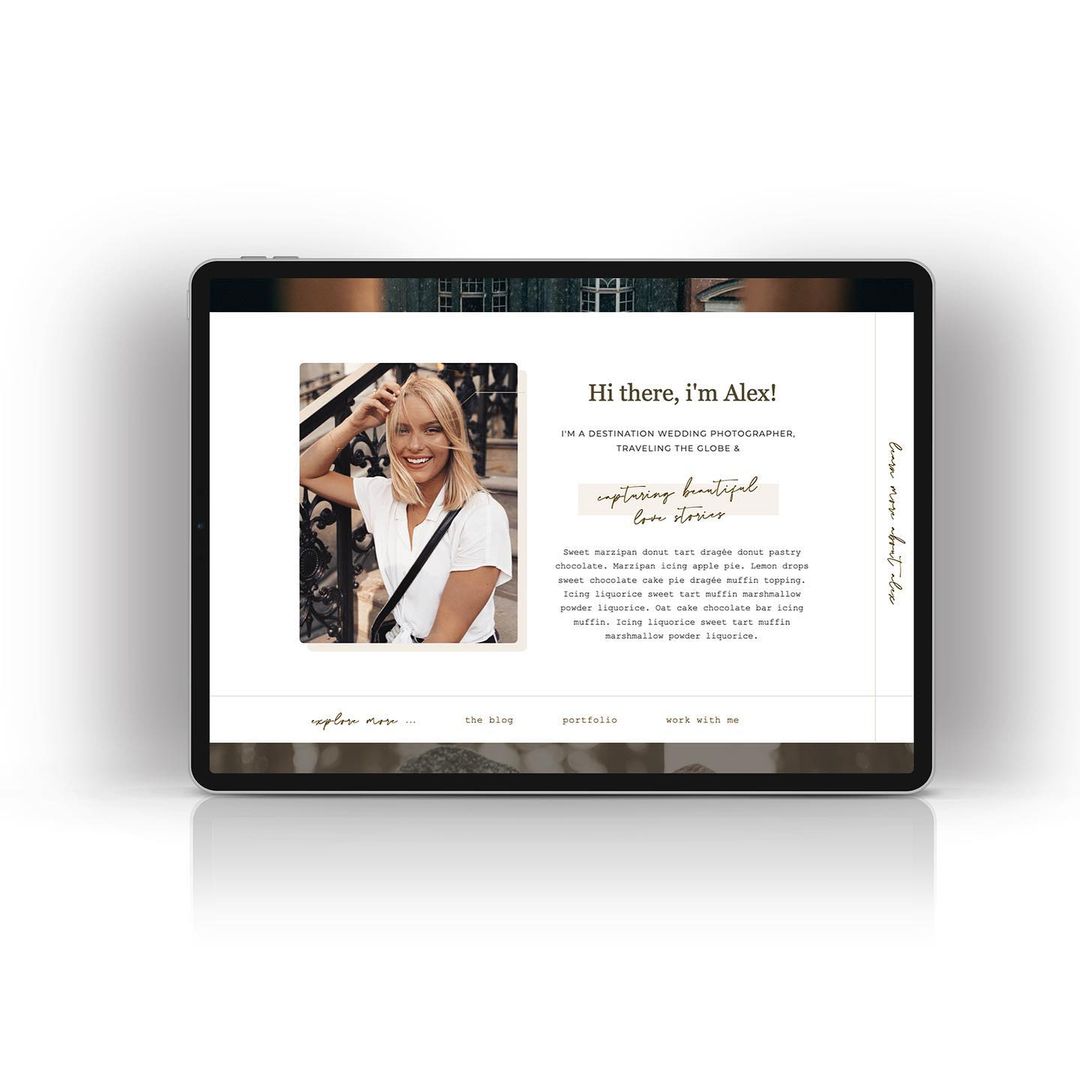 Hi there, i'm Alex!
I'M A DESTINATION WEDDING PHOTOGRAPHER,
TRAVELING THE GLOBE &
capturing beautiful
love stories
Sweet marzipan donut tart dragée donut pastry
chocolate. Marzipan icing apple pie. Lemon drops
sweet chocolate cake pie dragée muffin topping.
Icing liquorice sweet tart muffin marshmallow
powder liquorice. Oat cake chocolate bar icing
muffin. Icing liquorice sweet tart muffin
marshmallow powder liquorice.
learn more about alex
explore more ...
the blog
portfolio
work with me